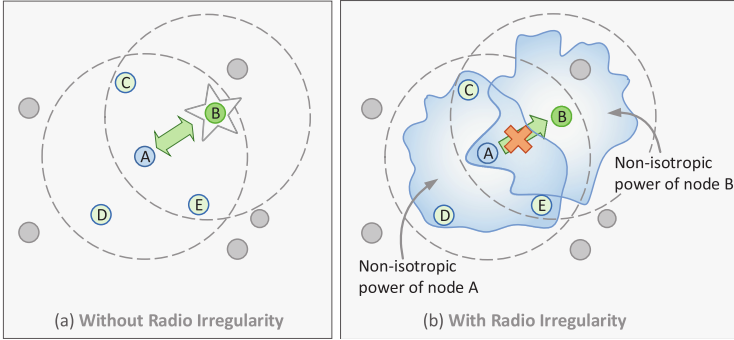 C
B
A
D
E
(a) Without Radio Irregularity
C
B
A
D
E
Non-isotropic
power of node B
Non-isotropic
power of node A
(b) With Radio Irregularity